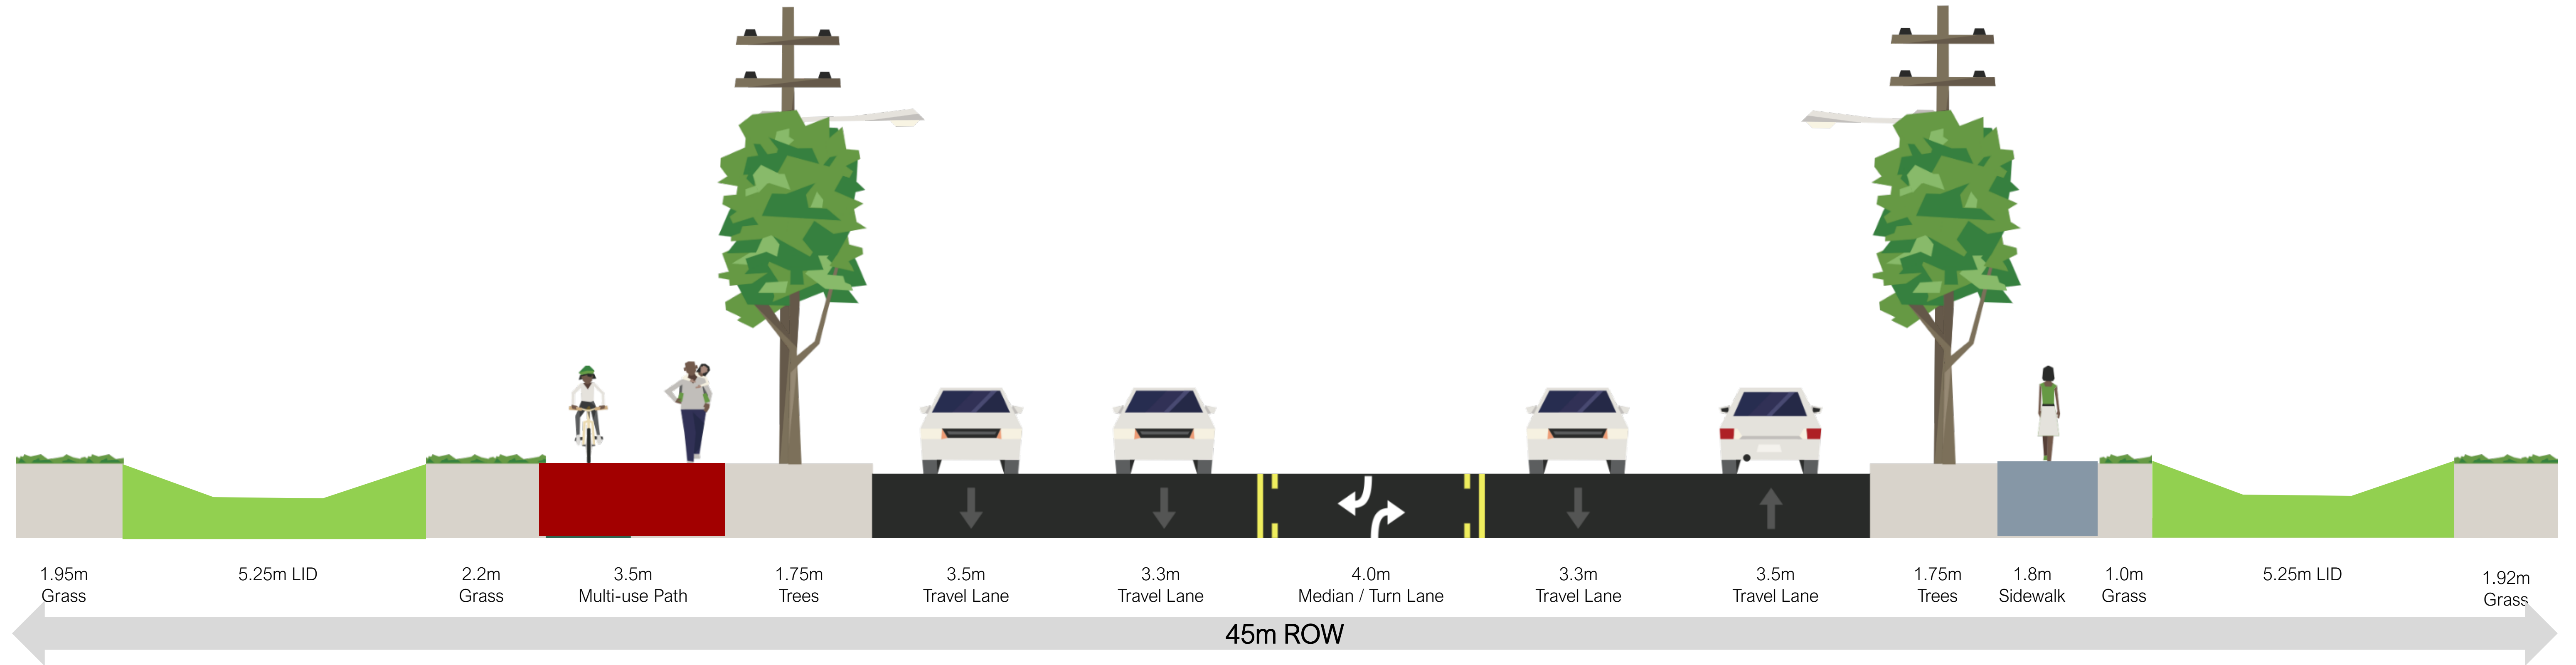 1.95m
Grass
5.25m LID
2.2m
Grass
3.5m
Multi-use Path
1.75m
Trees
3.5m
Travel Lane
3.3m
Travel Lane
4.0m
Median / Turn Lane
3.3m
Travel Lane
3.5m
Travel Lane
1.75m
Trees
1.8m
Sidewalk
1.0m
Grass
5.25m LID
1.92m
Grass
45m ROW